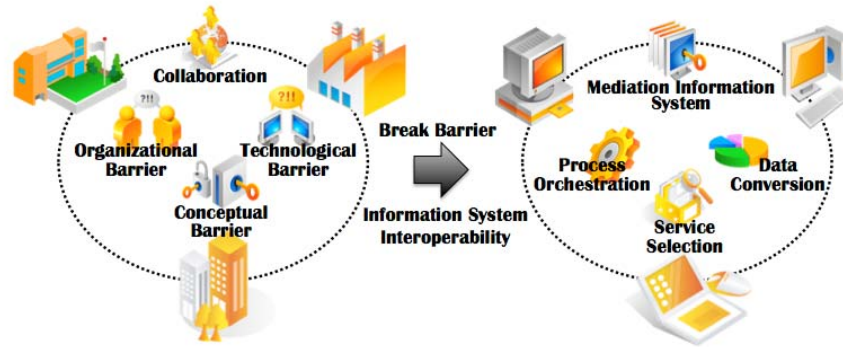 Collaboration
?!!
?!!
Organizational
Barrier
Technological
Barrier
Conceptual
Barrier
Break Barrier
Information System
Interoperability
Mediation Information
System
Process
Orchestration
Data
Conversion
Service
Selection